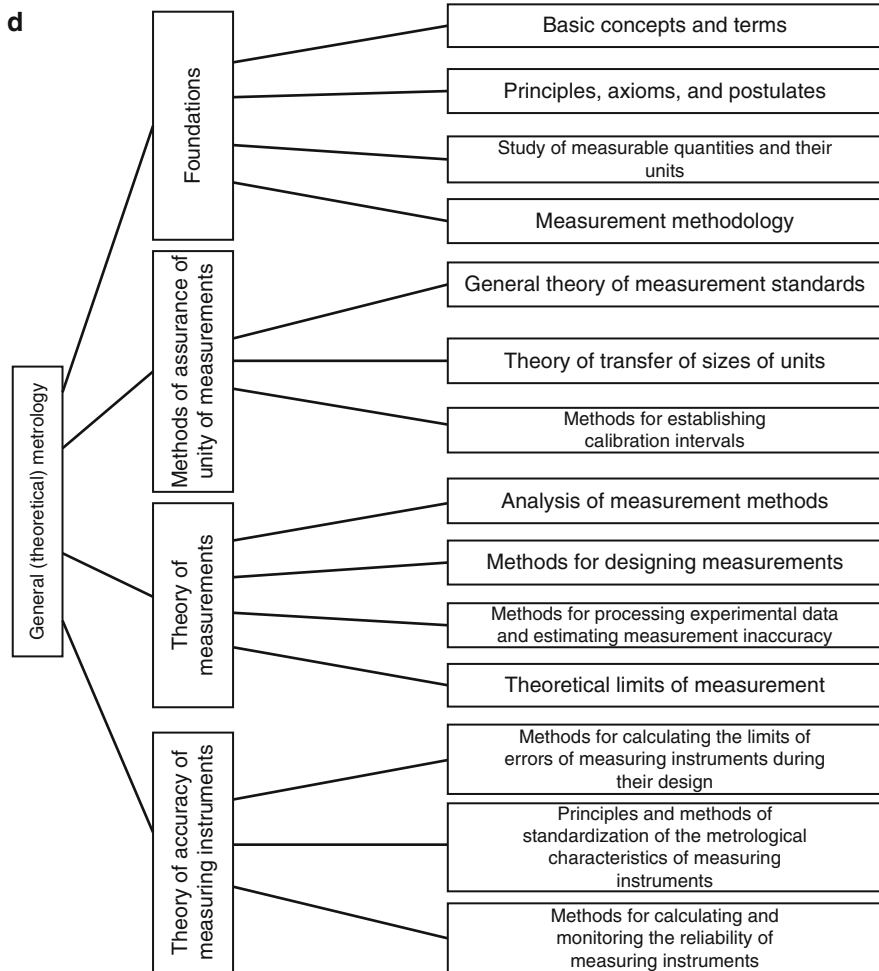 d
General (theoretical) metrology
Foundations
Basic concepts and terms
Principles, axioms, and postulates
Study of measurable quantities and their
units
Measurement methodology
Methods of assurance of
unity of measurements
General theory of measurement standards
Theory of transfer of sizes of units
Methods for establishing
calibration intervals
Theory of
measurements
Analysis of measurement methods
Methods for designing measurements
Methods for processing experimental data
and estimating measurement inaccuracy
Theoretical limits of measurement
Theory of accuracy of
measuring instruments
Methods for calculating the limits of
errors of measuring instruments during
their design
Principles and methods of
standardization of the metrological
characteristics of measuring
instruments
Methods for calculating and
monitoring the reliability of
measuring instruments